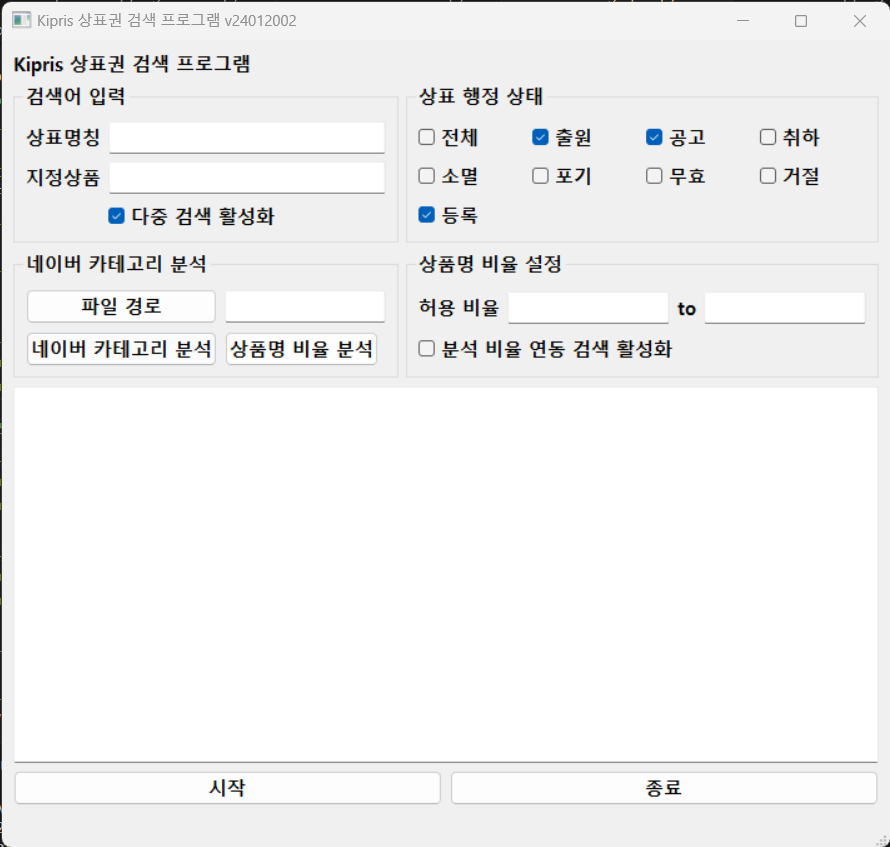 Kipris 상표권 검색 프로그램 v24012002
Kipris 상표권 검색 프로그램
검색어 입력
상표명칭
지정상품
다중 검색 활성화
상표 행정 상태
전체 출원 공고 취하
소멸 포기 무효 거절
등록
네이버 카테고리 분석
파일 경로
네이버 카테고리 분석 상품명 비율 분석
상품명 비율 설정
허용 비율 to
분석 비율 연동 검색 활성화
시작 종료